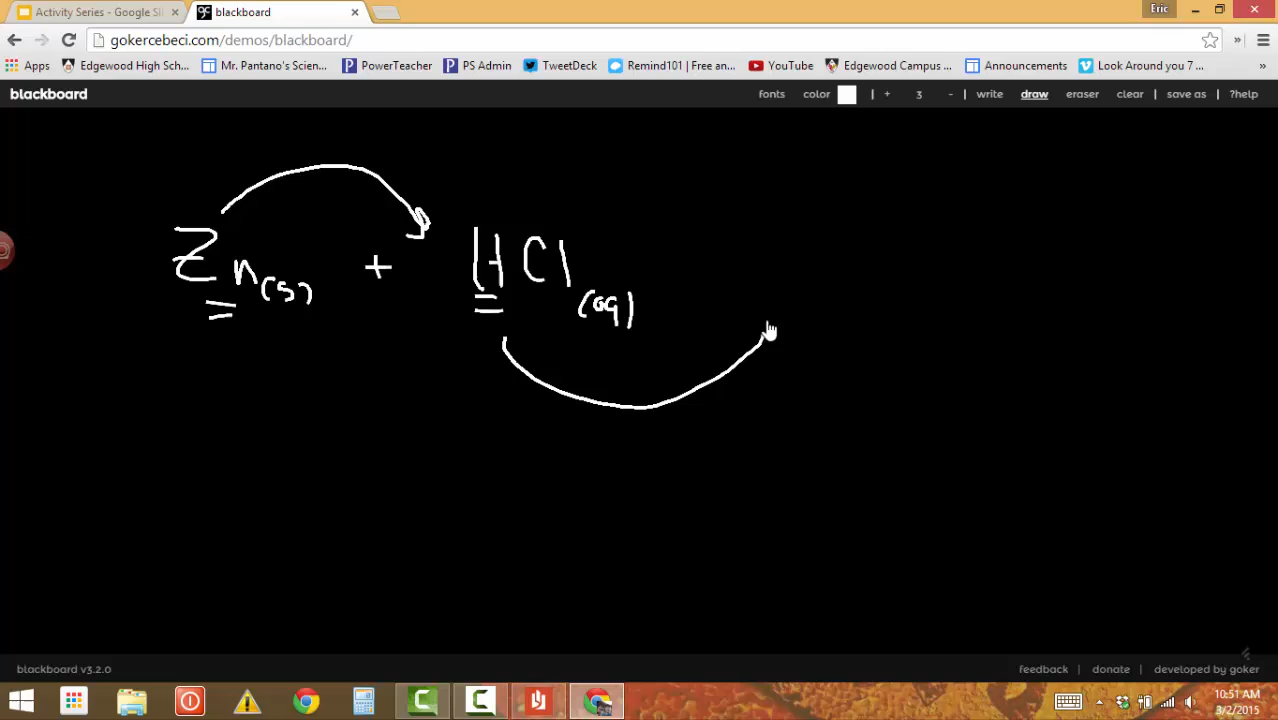 Activity Series - Google Sli
blackboard
Eric
gokercebeci.com/demos/blackboard/
Apps Edgewood High Sch... Mr. Pantano's Scien... PowerTeacher PS Admin TweetDeck Remind101 | Free an... YouTube Edgewood Campus ... Announcements Look Around you 7 ... »
blackboard fonts color | + 3 - | write draw eraser clear | save as | ?help
Zn(s) + HCl(aq)
blackboard v3.2.0 feedback | donate | developed by goker
10:51 AM
3/2/2015